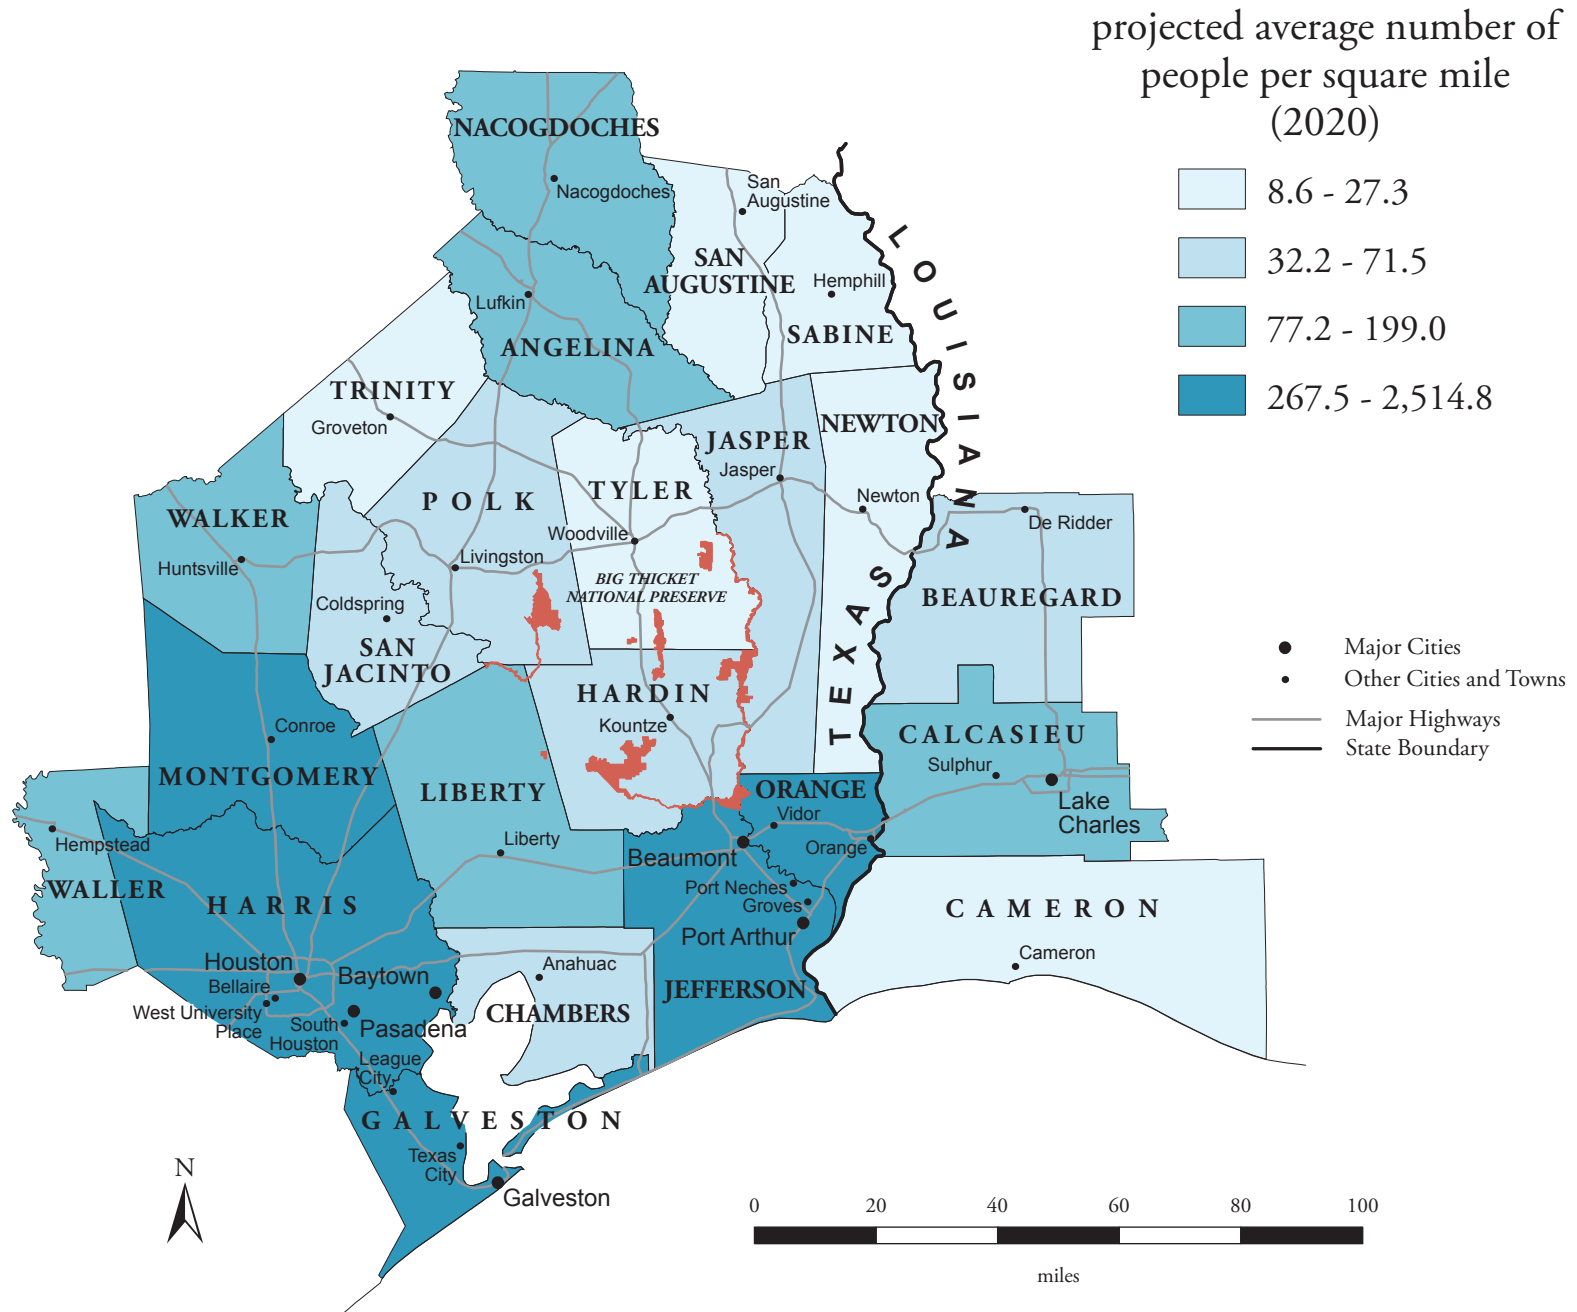 projected average number of
people per square mile
(2020)
8.6 - 27.3
32.2 - 71.5
77.2 - 199.0
267.5 - 2,514.8
Major Cities
Other Cities and Towns
Major Highways
State Boundary
NACOGDOCHES
Nacogdoches
San
Augustine
SAN
AUGUSTINE
Hemphill
SABINE
LOUISIANA
Lufkin
ANGELINA
TRINITY
Groveton
JASPER
Jasper
NEWTON
Newton
POLK
TYLER
Woodville
Livingston
WALKER
Huntsville
De Ridder
BEAUREGARD
BIG THICKET
NATIONAL PRESERVE
Coldspring
SAN
JACINTO
TEXAS
HARDIN
Kountze
Conroe
MONTGOMERY
CALCASIEU
Sulphur
Lake
Charles
LIBERTY
Liberty
ORANGE
Vidor
Orange
Beaumont
Hempstead
WALLER
HARRIS
Port Neches
Groves
Port Arthur
CAMERON
Cameron
Houston
Bellaire
West University
Place
Baytown
South
Houston
Pasadena
Anahuac
CHAMBERS
JEFFERSON
League
City
GALVESTON
Texas
City
Galveston
N
0 20 40 60 80 100
miles